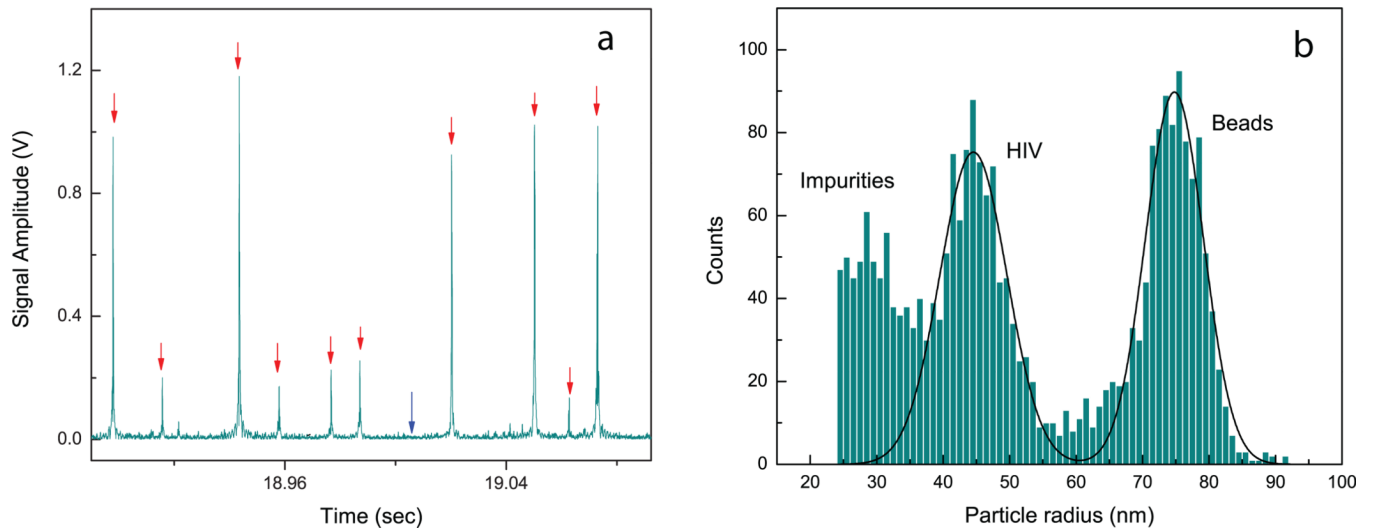 a
1.2
0.8
0.4
0.0
Signal Amplitude (V)
18.96
19.04
Time (sec)
b
100
80
60
40
20
0
Counts
Impurities
HIV
Beads
20
30
40
50
60
70
80
90
100
Particle radius (nm)